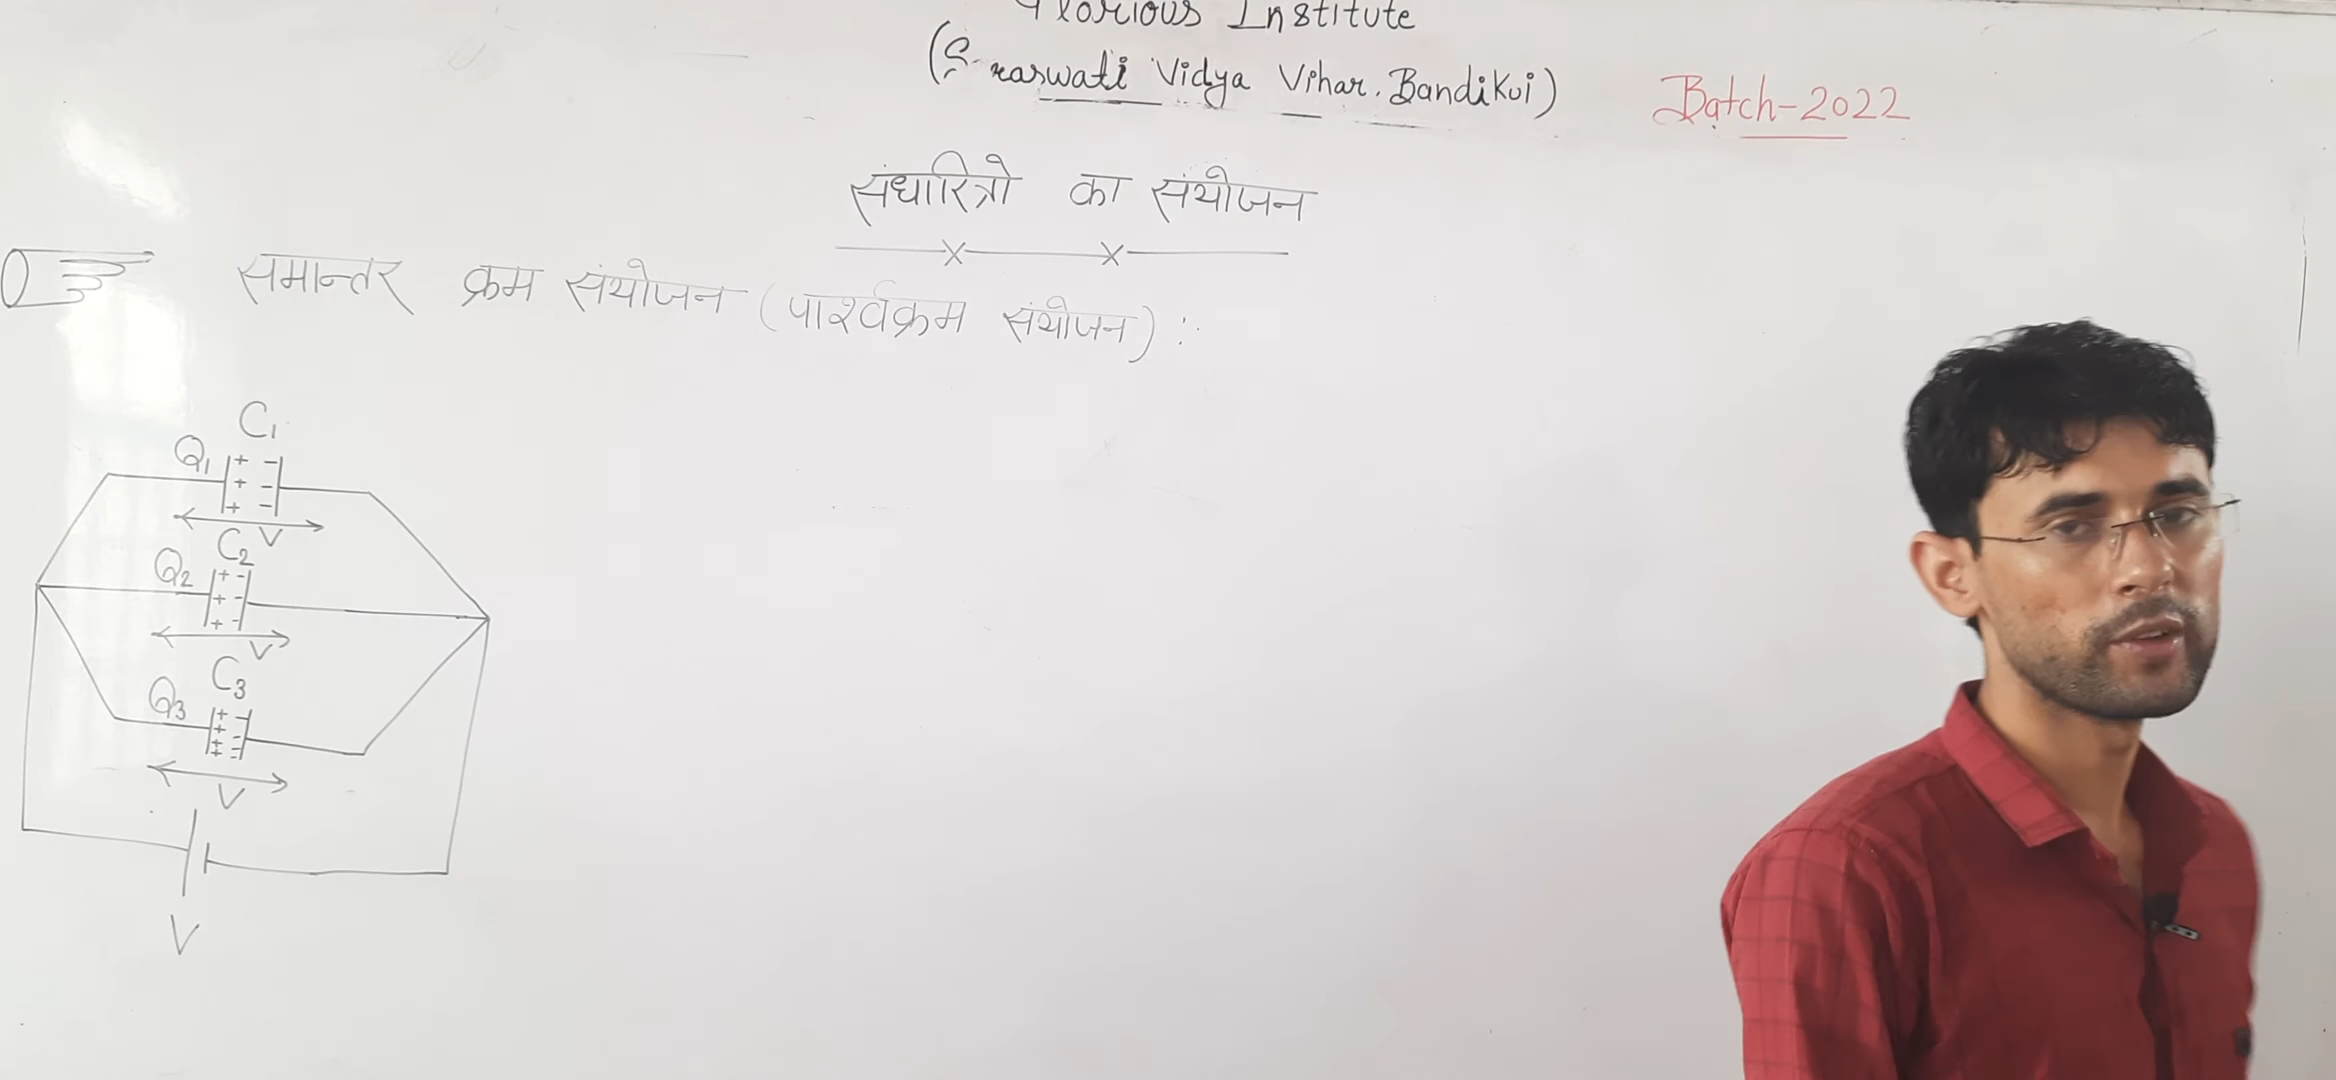 Glorious Institute
(Saraswati Vidya Vihar. Bandikui)
Batch-2022
संधारित्रो का संयोजन
समान्तर क्रम संयोजन (पार्श्वक्रम संयोजन) :
C₁
Q₁ + -
+ -
+ -
V
C₂
Q₂ + -
+ -
+ -
V
C₃
Q₃ + -
+ -
+ -
+ -
V
V